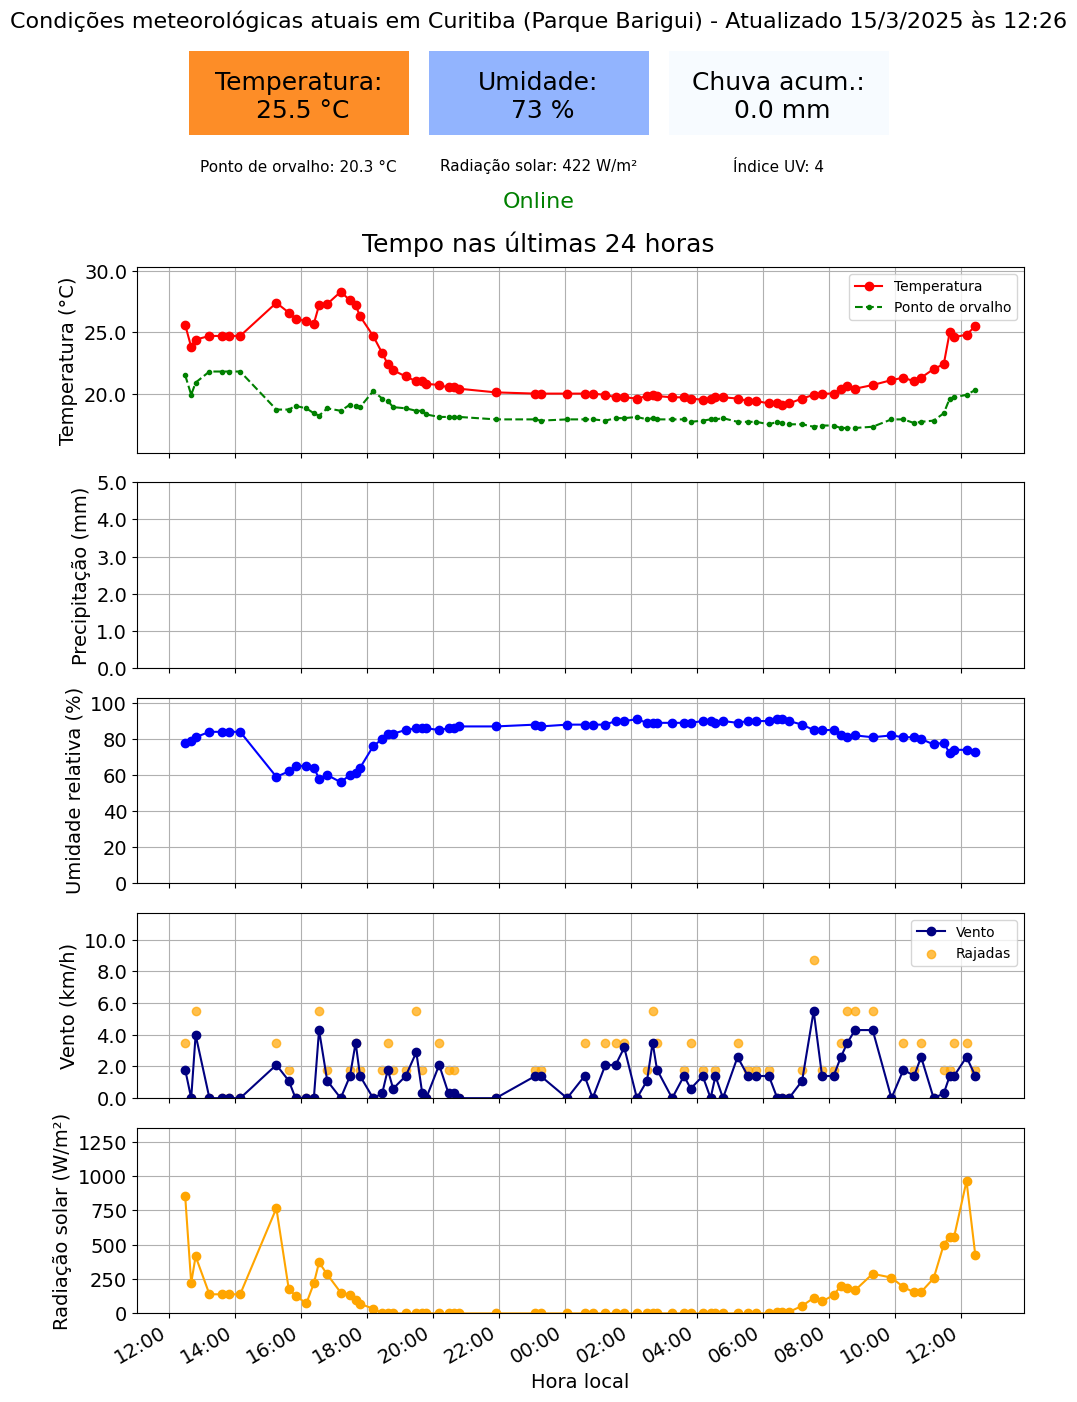 Condições meteorológicas atuais em Curitiba (Parque Barigui) - Atualizado 15/3/2025 às 12:26
Temperatura:
25.5 °C
Umidade:
73 %
Chuva acum.:
0.0 mm
Ponto de orvalho: 20.3 °C
Radiação solar: 422 W/m²
Índice UV: 4
Online
Tempo nas últimas 24 horas
Temperatura (°C)
30.0
25.0
20.0
Temperatura
Ponto de orvalho
Precipitação (mm)
5.0
4.0
3.0
2.0
1.0
0.0
Umidade relativa (%)
100
80
60
40
20
0
Vento (km/h)
10.0
8.0
6.0
4.0
2.0
0.0
Vento
Rajadas
Radiação solar (W/m²)
1250
1000
750
500
250
0
12:00
14:00
16:00
18:00
20:00
22:00
00:00
02:00
04:00
06:00
08:00
10:00
12:00
Hora local